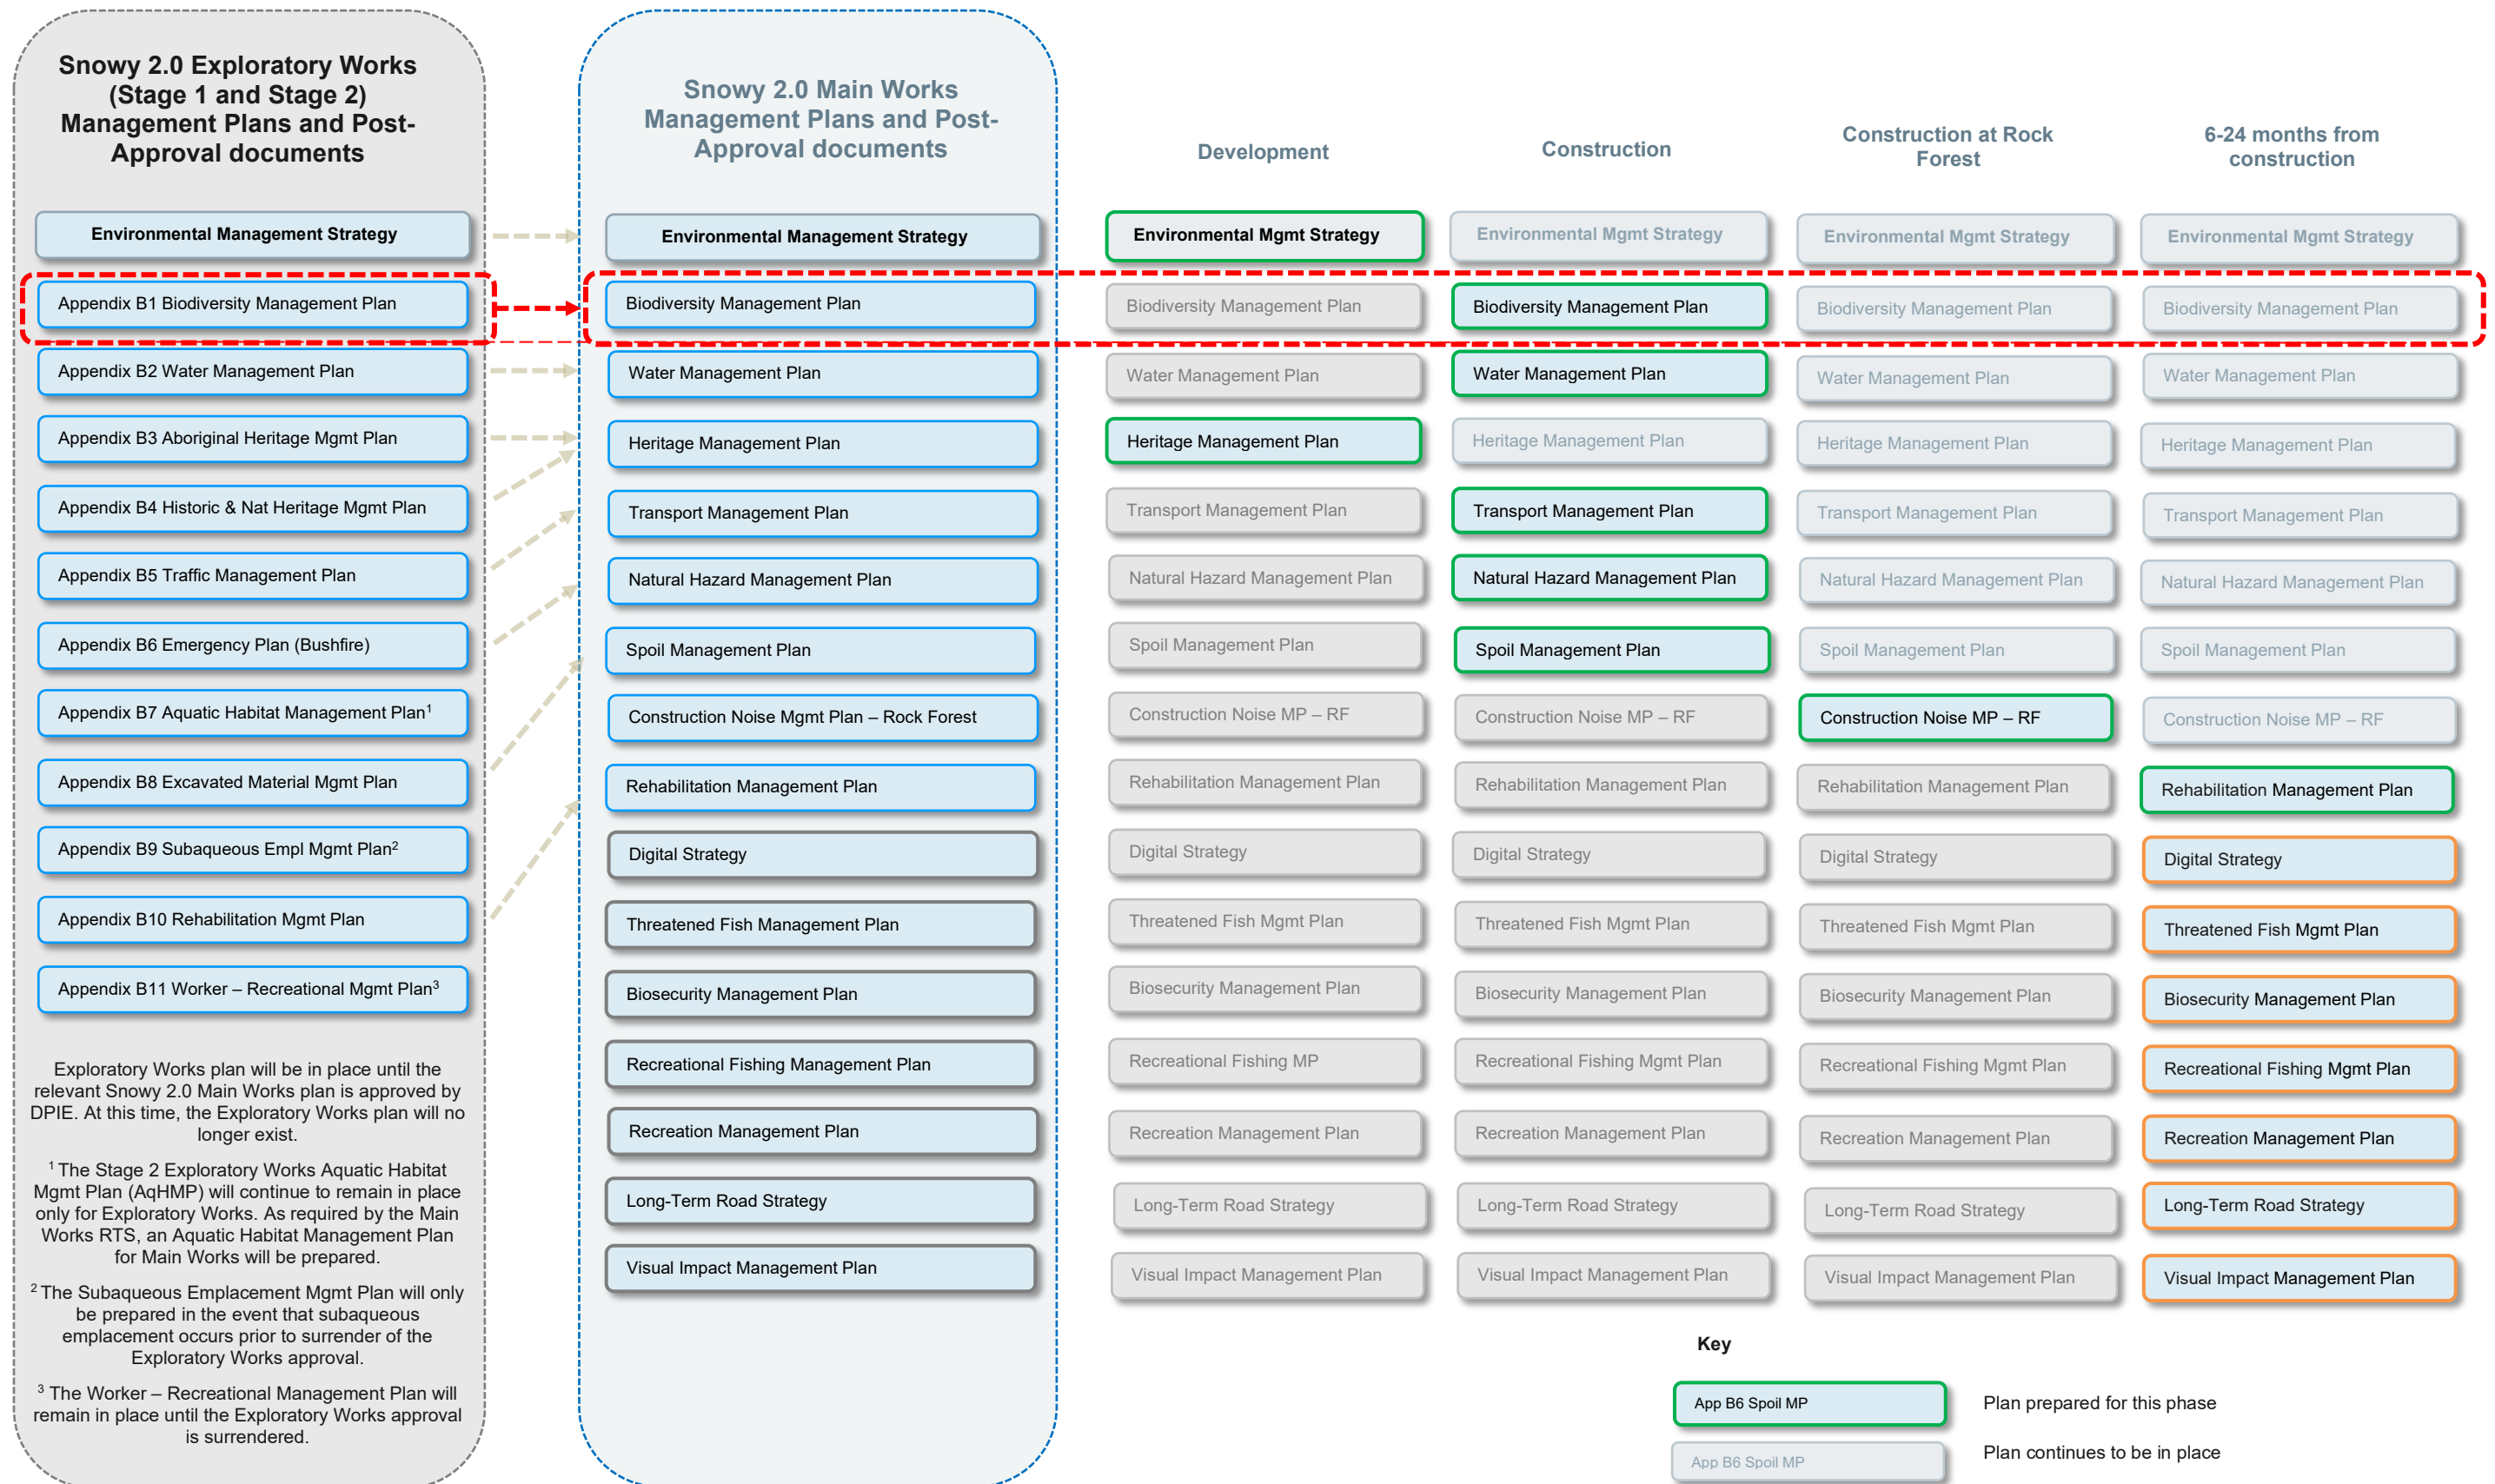 Snowy 2.0 Exploratory Works
(Stage 1 and Stage 2)
Management Plans and Post-
Approval documents
Environmental Management Strategy
Appendix B1 Biodiversity Management Plan
Appendix B2 Water Management Plan
Appendix B3 Aboriginal Heritage Mgmt Plan
Appendix B4 Historic & Nat Heritage Mgmt Plan
Appendix B5 Traffic Management Plan
Appendix B6 Emergency Plan (Bushfire)
Appendix B7 Aquatic Habitat Management Plan1
Appendix B8 Excavated Material Mgmt Plan
Appendix B9 Subaqueous Empl Mgmt Plan2
Appendix B10 Rehabilitation Mgmt Plan
Appendix B11 Worker – Recreational Mgmt Plan3
Exploratory Works plan will be in place until the
relevant Snowy 2.0 Main Works plan is approved by
DPIE. At this time, the Exploratory Works plan will no
longer exist.
1 The Stage 2 Exploratory Works Aquatic Habitat
Mgmt Plan (AqHMP) will continue to remain in place
only for Exploratory Works. As required by the Main
Works RTS, an Aquatic Habitat Management Plan
for Main Works will be prepared.
2 The Subaqueous Emplacement Mgmt Plan will only
be prepared in the event that subaqueous
emplacement occurs prior to surrender of the
Exploratory Works approval.
3 The Worker – Recreational Management Plan will
remain in place until the Exploratory Works approval
is surrendered.
Snowy 2.0 Main Works
Management Plans and Post-
Approval documents
Environmental Management Strategy
Biodiversity Management Plan
Water Management Plan
Heritage Management Plan
Transport Management Plan
Natural Hazard Management Plan
Spoil Management Plan
Construction Noise Mgmt Plan – Rock Forest
Rehabilitation Management Plan
Digital Strategy
Threatened Fish Management Plan
Biosecurity Management Plan
Recreational Fishing Management Plan
Recreation Management Plan
Long-Term Road Strategy
Visual Impact Management Plan
Development
Environmental Mgmt Strategy
Biodiversity Management Plan
Water Management Plan
Heritage Management Plan
Transport Management Plan
Natural Hazard Management Plan
Spoil Management Plan
Construction Noise MP – RF
Rehabilitation Management Plan
Digital Strategy
Threatened Fish Mgmt Plan
Biosecurity Management Plan
Recreational Fishing MP
Recreation Management Plan
Long-Term Road Strategy
Visual Impact Management Plan
Construction
Environmental Mgmt Strategy
Biodiversity Management Plan
Water Management Plan
Heritage Management Plan
Transport Management Plan
Natural Hazard Management Plan
Spoil Management Plan
Construction Noise MP – RF
Rehabilitation Management Plan
Digital Strategy
Threatened Fish Mgmt Plan
Biosecurity Management Plan
Recreational Fishing Mgmt Plan
Recreation Management Plan
Long-Term Road Strategy
Visual Impact Management Plan
Construction at Rock
Forest
Environmental Mgmt Strategy
Biodiversity Management Plan
Water Management Plan
Heritage Management Plan
Transport Management Plan
Natural Hazard Management Plan
Spoil Management Plan
Construction Noise MP – RF
Rehabilitation Management Plan
Digital Strategy
Threatened Fish Mgmt Plan
Biosecurity Management Plan
Recreational Fishing Mgmt Plan
Recreation Management Plan
Long-Term Road Strategy
Visual Impact Management Plan
6-24 months from
construction
Environmental Mgmt Strategy
Biodiversity Management Plan
Water Management Plan
Heritage Management Plan
Transport Management Plan
Natural Hazard Management Plan
Spoil Management Plan
Construction Noise MP – RF
Rehabilitation Management Plan
Digital Strategy
Threatened Fish Mgmt Plan
Biosecurity Management Plan
Recreational Fishing Mgmt Plan
Recreation Management Plan
Long-Term Road Strategy
Visual Impact Management Plan
Key
App B6 Spoil MP
Plan prepared for this phase
App B6 Spoil MP
Plan continues to be in place